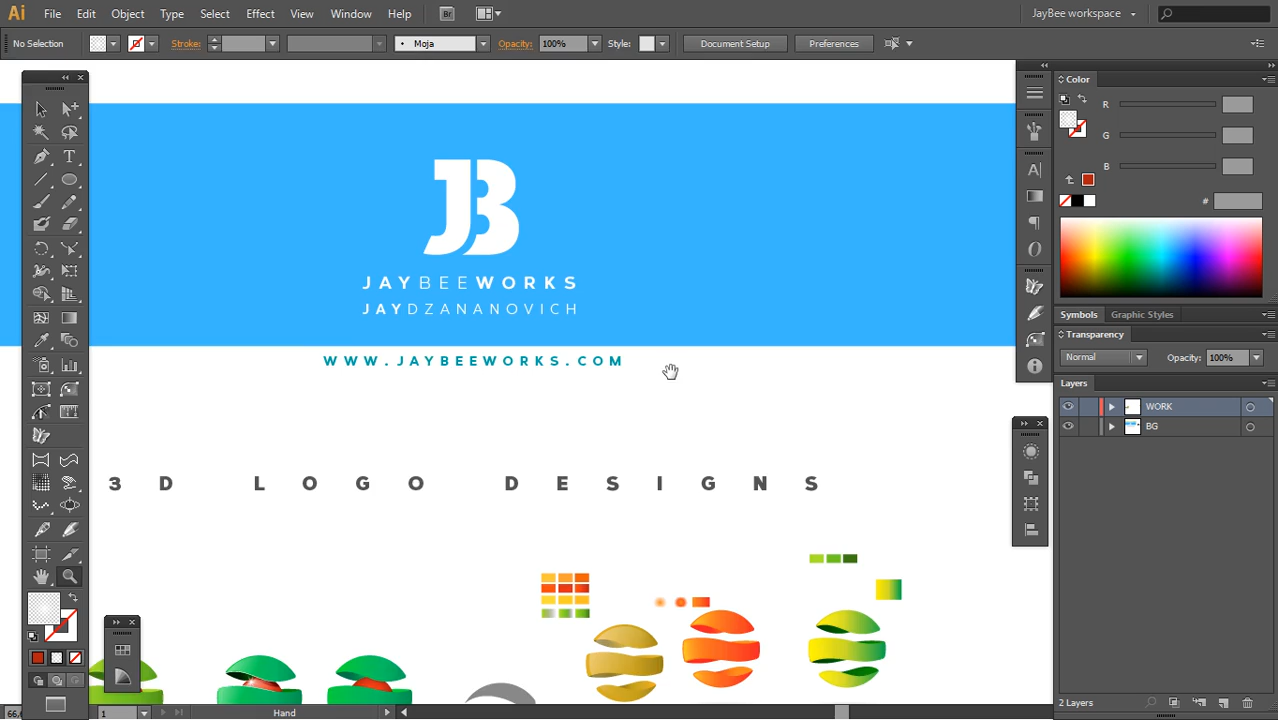 Ai File Edit Object Type Select Effect View Window Help Br JayBee workspace
No Selection Stroke: Moja Opacity: 100% Style: Document Setup Preferences
Color
R
G
B
#
JB
JAYBEEWORKS
JAYDZANANOVICH
WWW.JAYBEEWORKS.COM
3D LOGO DESIGNS
Symbols Graphic Styles
Transparency
Normal Opacity: 100%
Layers
WORK
BG
2 Layers
1 Hand